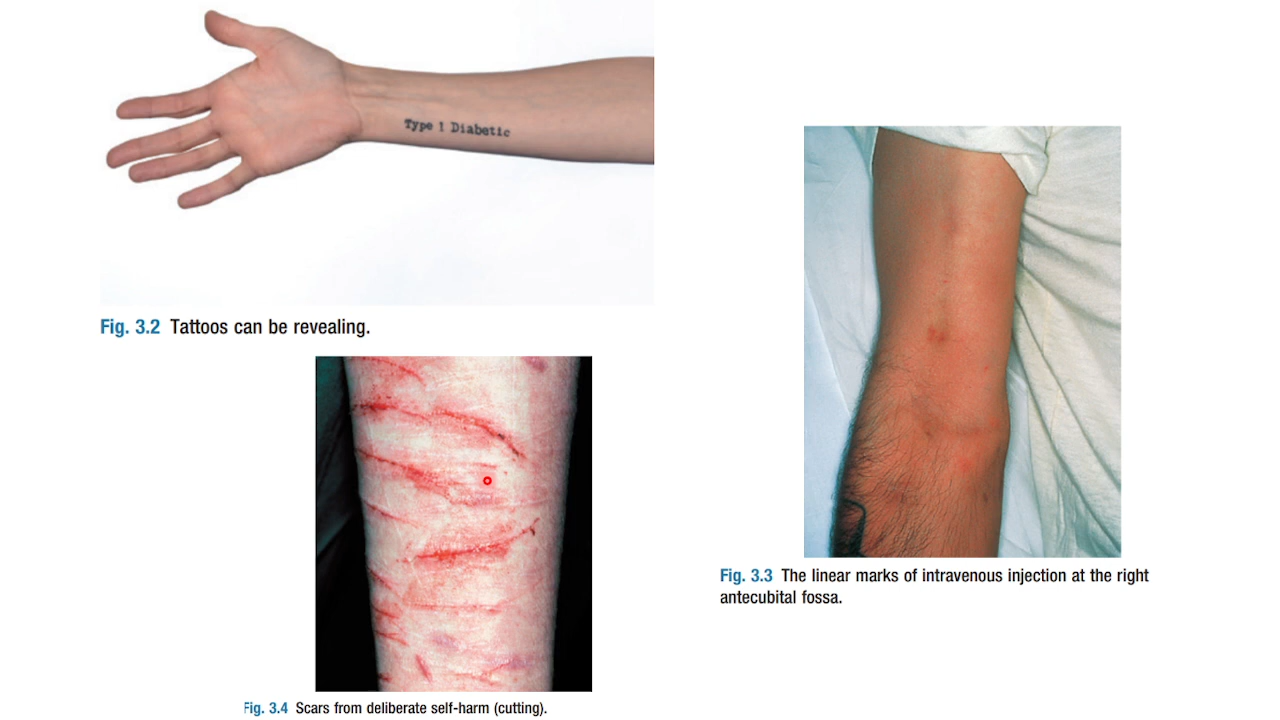 Type 1 Diabetic
Fig. 3.2 Tattoos can be revealing.
Fig. 3.3 The linear marks of intravenous injection at the right
antecubital fossa.
Fig. 3.4 Scars from deliberate self-harm (cutting).